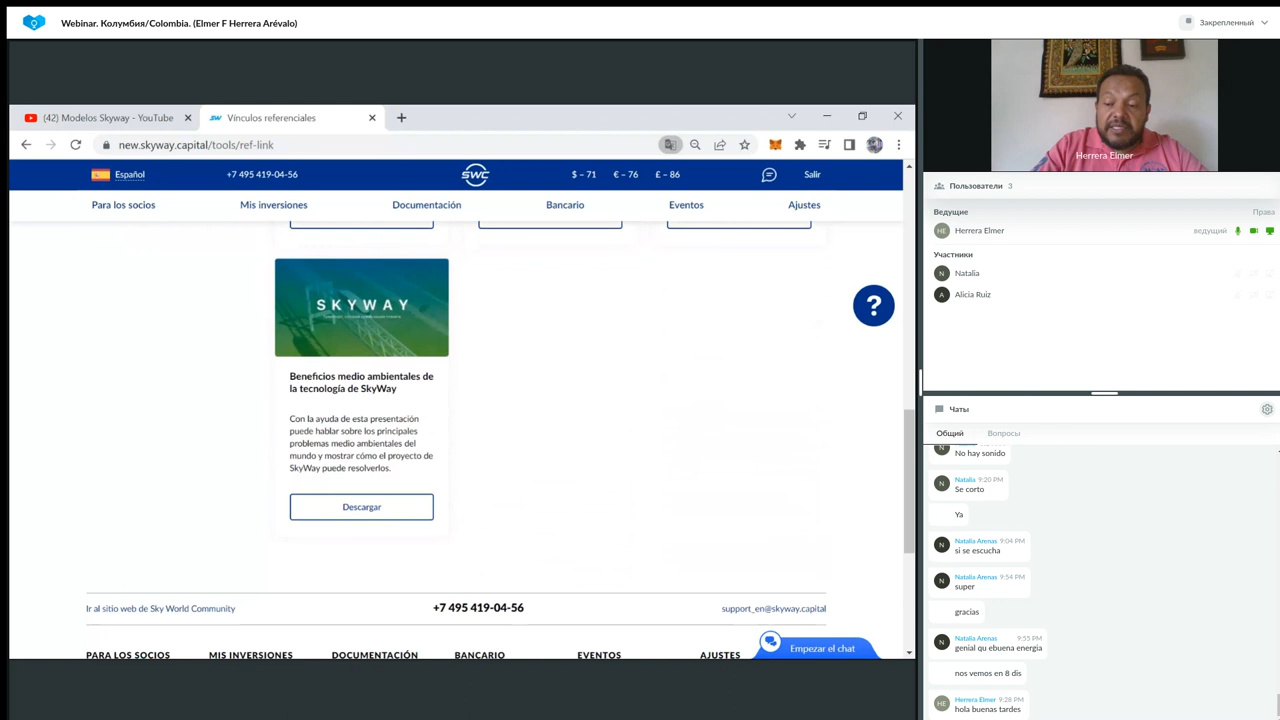 Webinar. Колумбия/Colombia. (Elmer F Herrera Arévalo)
Закрепленный
(42) Modelos Skyway - YouTube
Vínculos referenciales
new.skyway.capital/tools/ref-link
Español
+7 495 419-04-56
SWC
$ – 71
€ – 76
£ – 86
Salir
Para los socios
Mis inversiones
Documentación
Bancario
Eventos
Ajustes
SKYWAY
Beneficios medio ambientales de
la tecnología de SkyWay
Con la ayuda de esta presentación
puede hablar sobre los principales
problemas medio ambientales del
mundo y mostrar cómo el proyecto de
SkyWay puede resolverlos.
Descargar
?
Ir al sitio web de Sky World Community
+7 495 419-04-56
support_en@skyway.capital
Empezar el chat
PARA LOS SOCIOS
MIS INVERSIONES
DOCUMENTACIÓN
BANCARIO
EVENTOS
AJUSTES
Herrera Elmer
Пользователи 3
Ведущие
Права
HE
Herrera Elmer
ведущий
Участники
N
Natalia
A
Alicia Ruiz
Чаты
Общий
Вопросы
N
No hay sonido
N
Natalia 9:20 PM
Se corto
Ya
N
Natalia Arenas 9:04 PM
si se escucha
N
Natalia Arenas 9:54 PM
super
gracias
N
Natalia Arenas 9:55 PM
genial qu ebuena energia
nos vemos en 8 dis
HE
Herrera Elmer 9:28 PM
hola buenas tardes